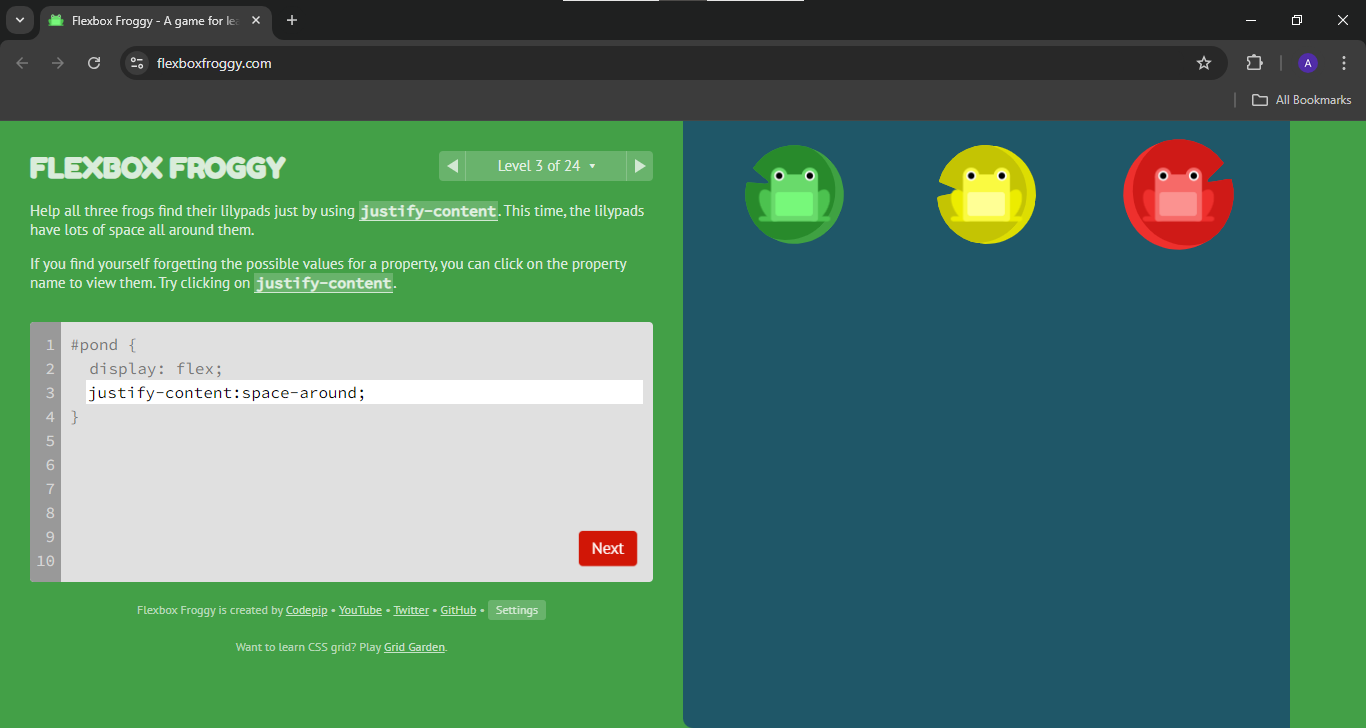 Flexbox Froggy - A game for le
flexboxfroggy.com
A
All Bookmarks
FLEXBOX FROGGY
Level 3 of 24
Help all three frogs find their lilypads just by using justify-content. This time, the lilypads
have lots of space all around them.
If you find yourself forgetting the possible values for a property, you can click on the property
name to view them. Try clicking on justify-content.
1 #pond {
2 display: flex;
3 justify-content:space-around;
4 }
5
6
7
8
9
10
Next
Flexbox Froggy is created by Codepip • YouTube • Twitter • GitHub • Settings
Want to learn CSS grid? Play Grid Garden.